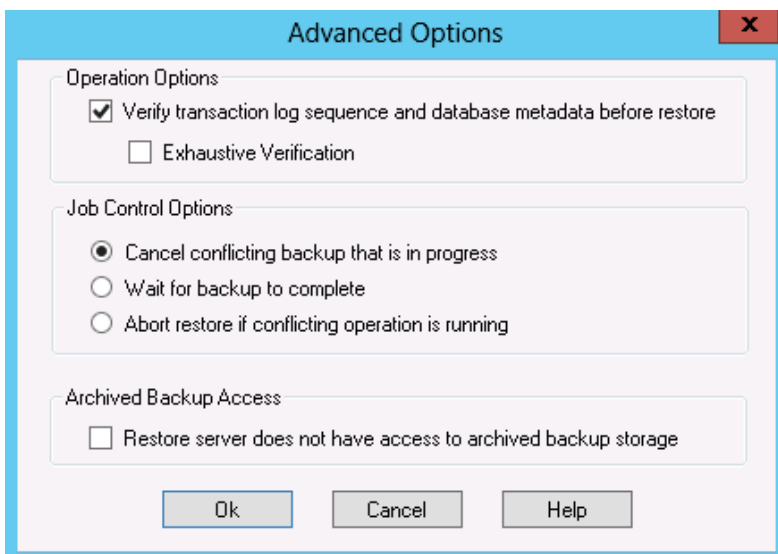 Advanced Options
x
Operation Options
Verify transaction log sequence and database metadata before restore
Exhaustive Verification
Job Control Options
Cancel conflicting backup that is in progress
Wait for backup to complete
Abort restore if conflicting operation is running
Archived Backup Access
Restore server does not have access to archived backup storage
Ok Cancel Help